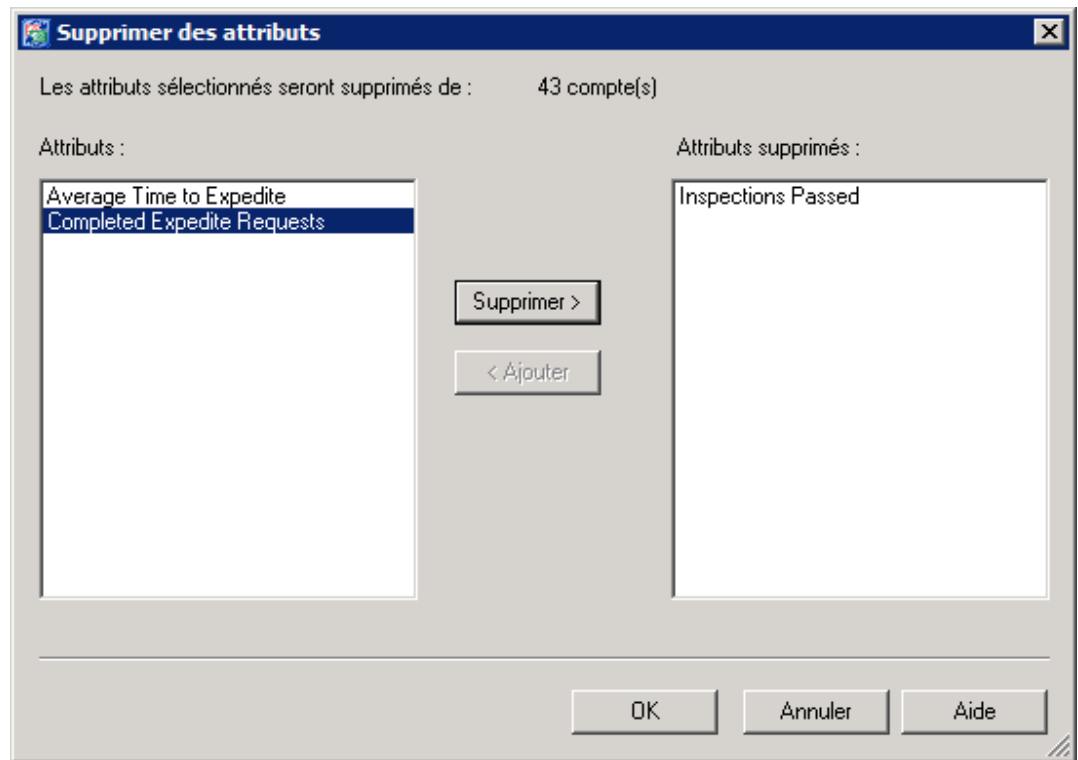 Supprimer des attributs
Les attributs sélectionnés seront supprimés de : 43 compte(s)
Attributs :
Attributs supprimés :
Average Time to Expedite
Completed Expedite Requests
Inspections Passed
Supprimer >
< Ajouter
OK
Annuler
Aide